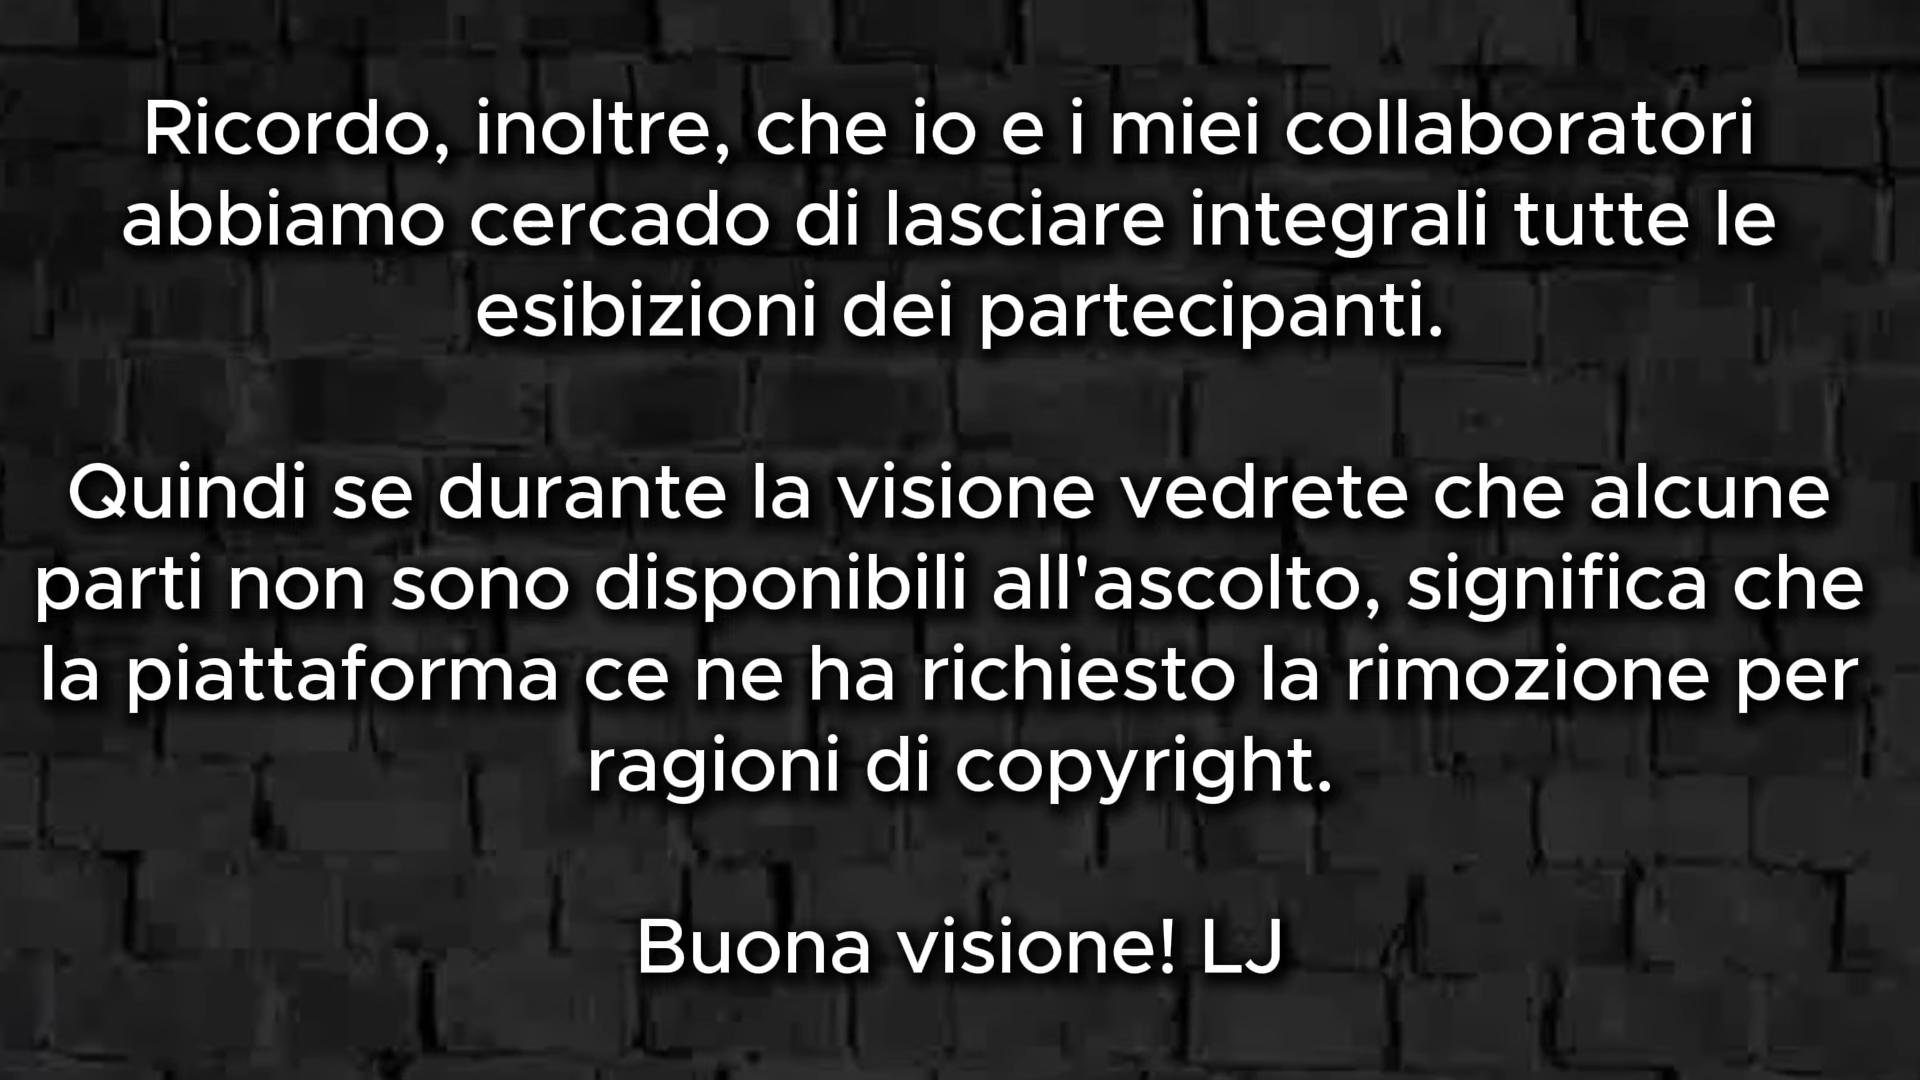 Ricordo, inoltre, che io e i miei collaboratori
abbiamo cercado di lasciare integrali tutte le
esibizioni dei partecipanti.
Quindi se durante la visione vedrete che alcune
parti non sono disponibili all'ascolto, significa che
la piattaforma ce ne ha richiesto la rimozione per
ragioni di copyright.
Buona visione! LJ